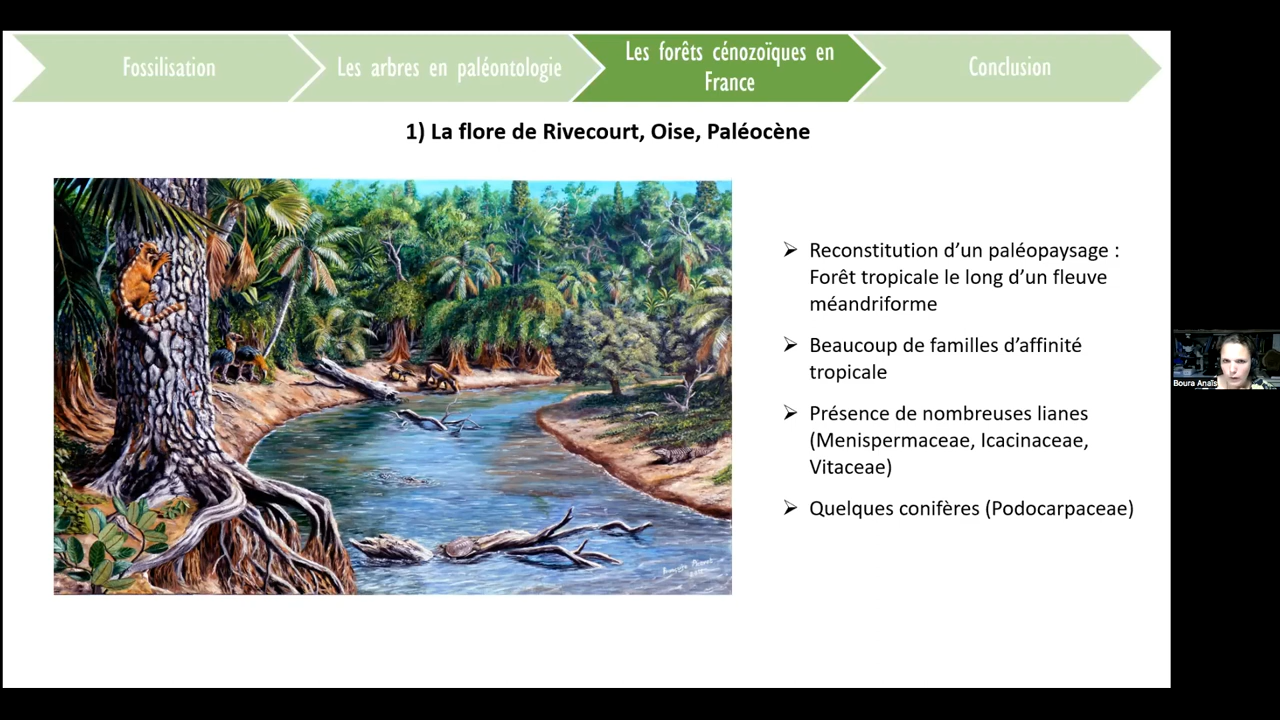 Fossilisation
Les arbres en paléontologie
Les forêts cénozoïques en
France
Conclusion
1) La flore de Rivecourt, Oise, Paléocène
➢ Reconstitution d’un paléopaysage :
Forêt tropicale le long d’un fleuve
méandriforme
➢ Beaucoup de familles d’affinité
tropicale
➢ Présence de nombreuses lianes
(Menispermaceae, Icacinaceae,
Vitaceae)
➢ Quelques conifères (Podocarpaceae)
Boura Anaïs